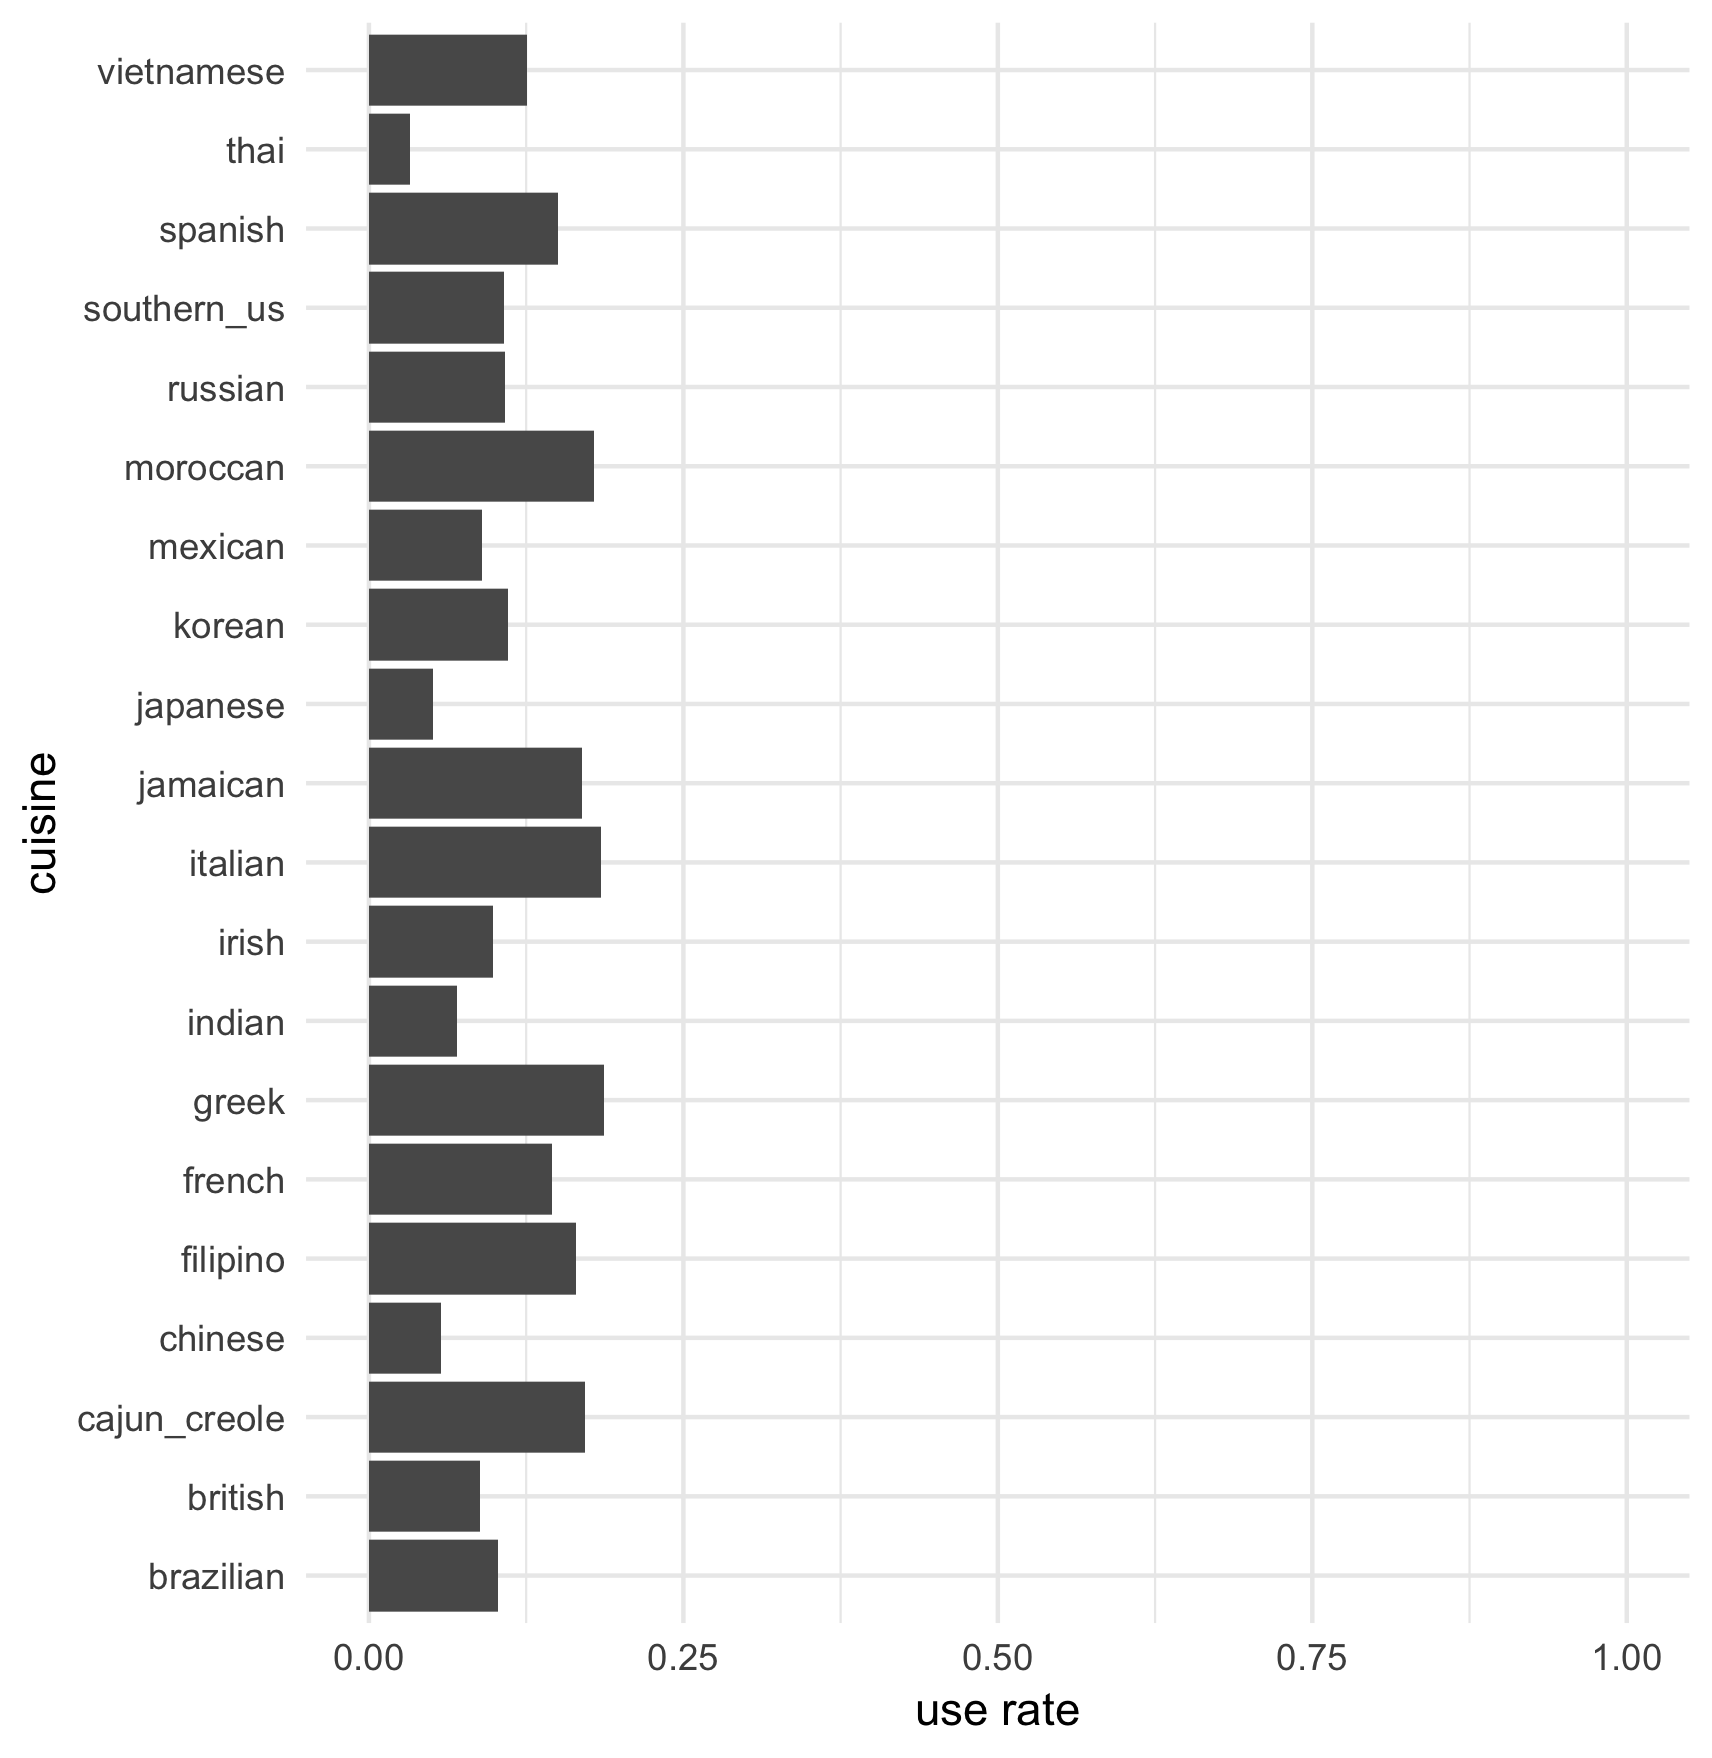 vietnamese
thai
spanish
southern_us
russian
moroccan
mexican
korean
japanese
jamaican
italian
irish
indian
greek
french
filipino
chinese
cajun_creole
british
brazilian
cuisine
0.00 0.25 0.50 0.75 1.00
use rate